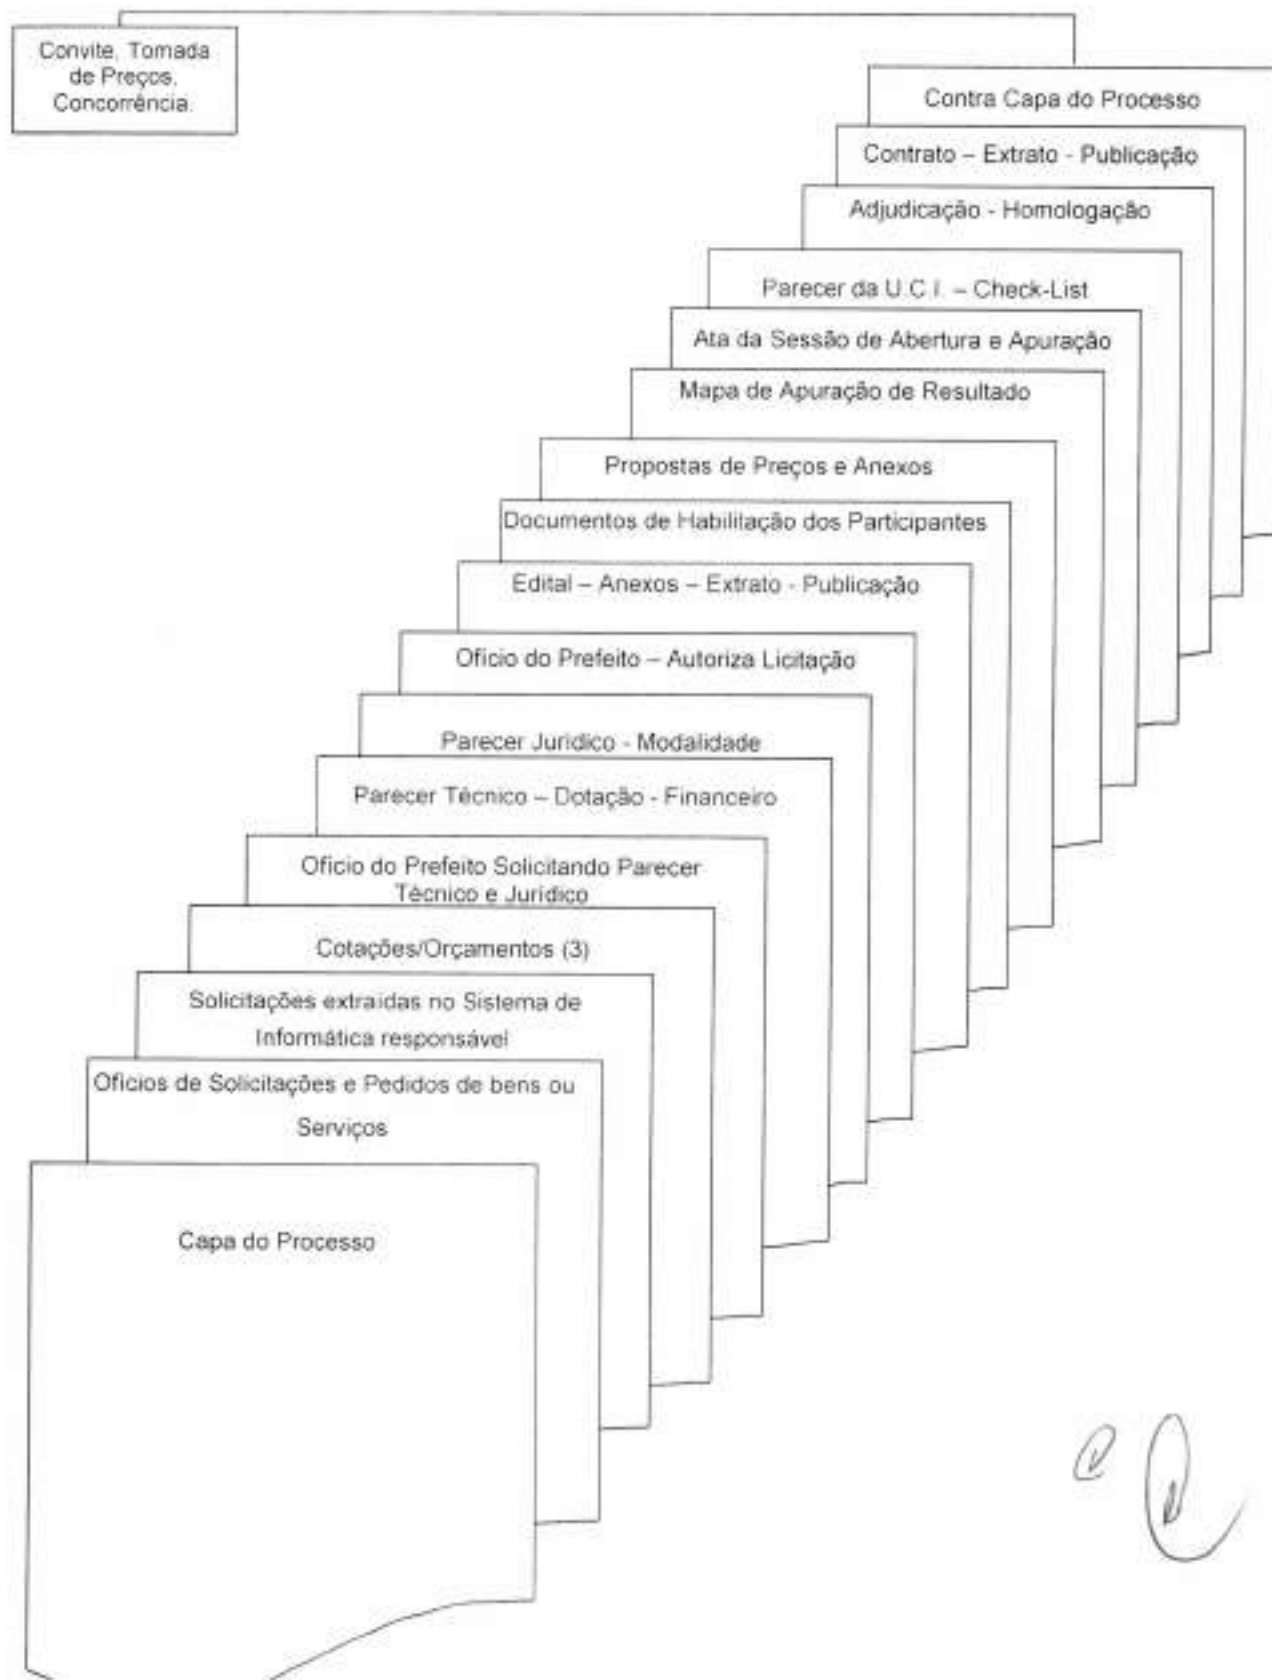 Convite, Tomada
de Preços,
Concorrência.
Contra Capa do Processo
Contrato – Extrato - Publicação
Adjudicação - Homologação
Parecer da U.C.I. – Check-List
Ata da Sessão de Abertura e Apuração
Mapa de Apuração de Resultado
Propostas de Preços e Anexos
Documentos de Habilitação dos Participantes
Edital – Anexos – Extrato - Publicação
Ofício do Prefeito – Autoriza Licitação
Parecer Jurídico - Modalidade
Parecer Técnico – Dotação - Financeiro
Ofício do Prefeito Solicitando Parecer
Técnico e Jurídico
Cotações/Orçamentos (3)
Solicitações extraídas no Sistema de
Informática responsável
Ofícios de Solicitações e Pedidos de bens ou
Serviços
Capa do Processo